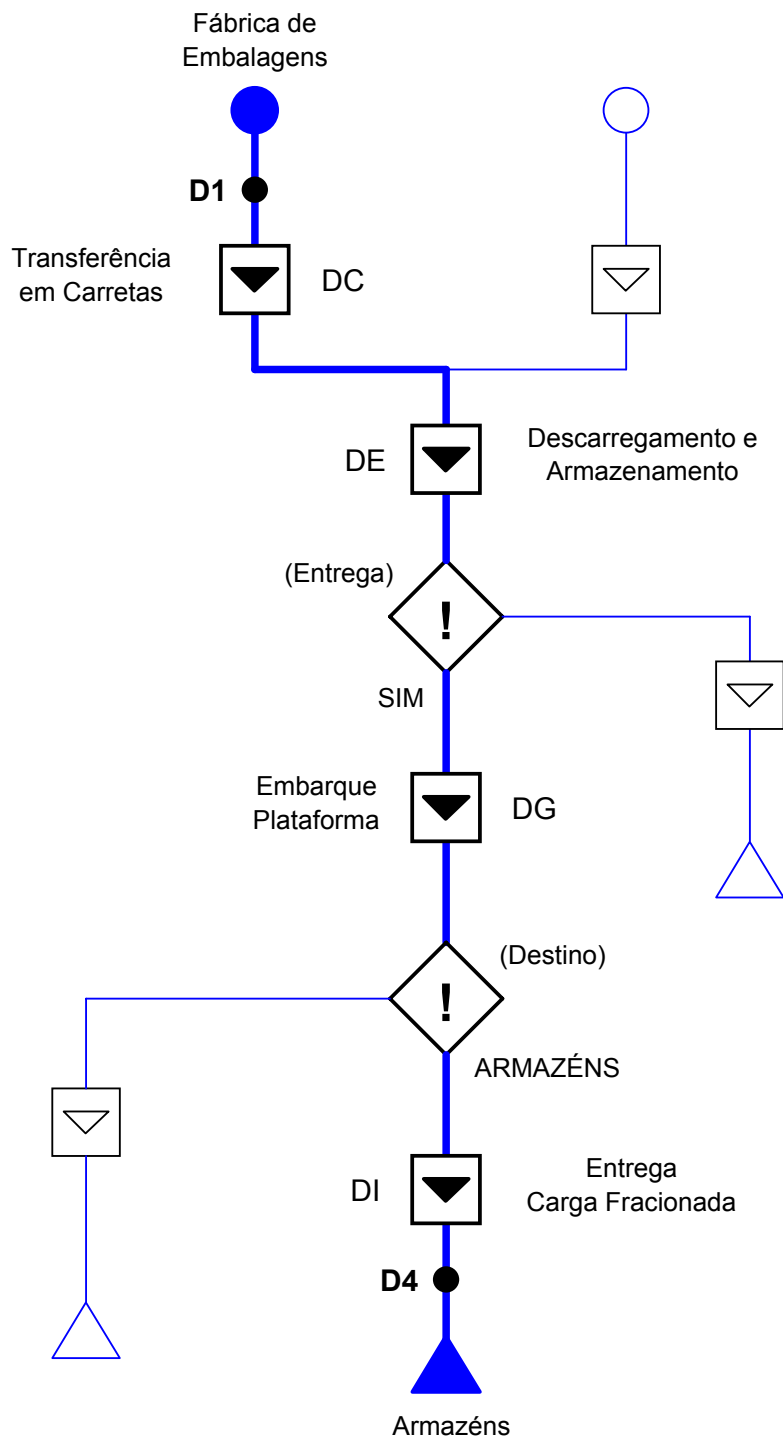 Fábrica de
Embalagens
D1
Transferência
em Carretas
DC
DE
Descarregamento e
Armazenamento
(Entrega)
!
SIM
Embarque
Plataforma
DG
(Destino)
!
ARMAZÉNS
DI
Entrega
Carga Fracionada
D4
Armazéns